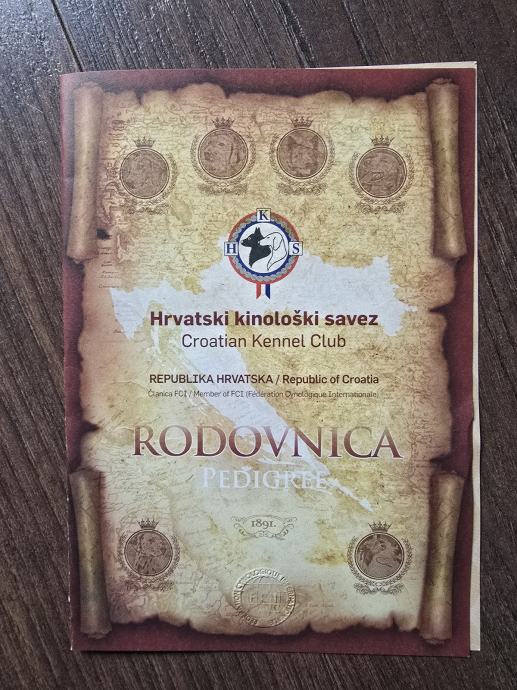 K
H S
Hrvatski kinološki savez
Croatian Kennel Club
REPUBLIKA HRVATSKA / Republic of Croatia
Članica FCI / Member of FCI (Fédération Cynologique Internationale)
RODOVNICA
PEDIGREE
1891.